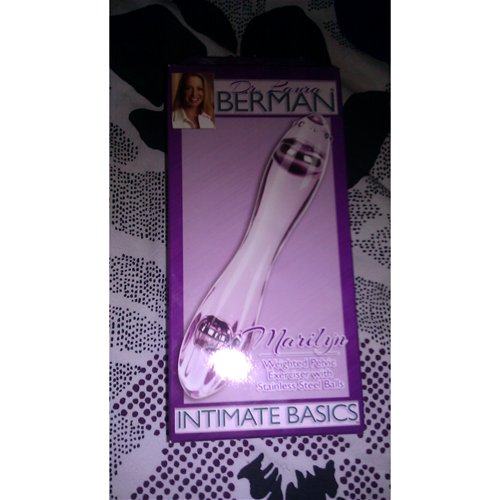 Dr. Laura
BERMAN
Marilyn
Weighted Pelvic
Exerciser with
Stainless Steel Balls
INTIMATE BASICS